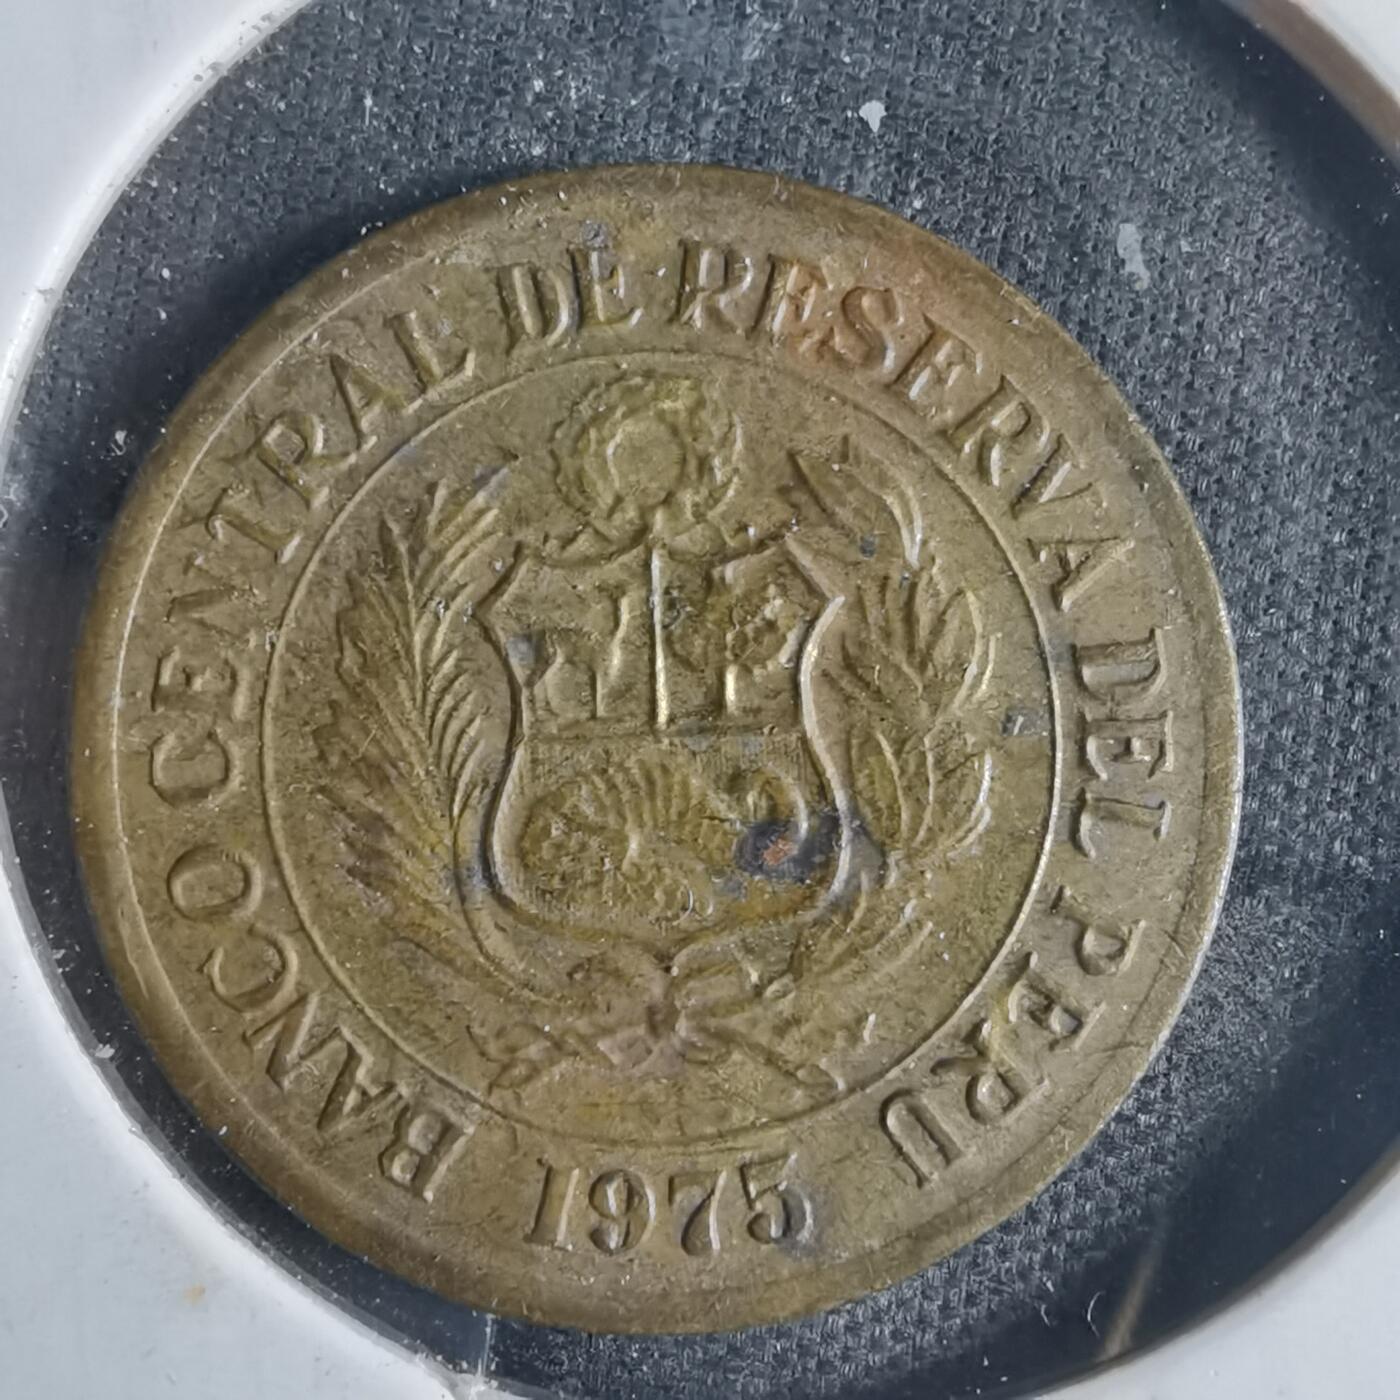 BANCO CENTRAL DE RESERVA DEL PERU
1975